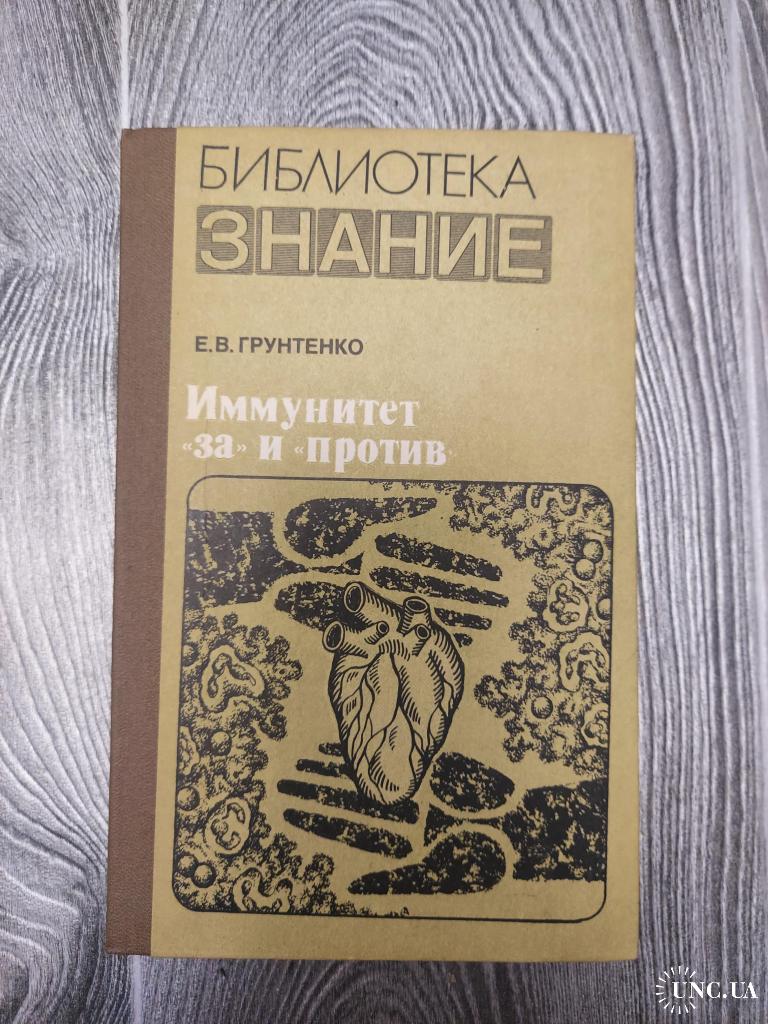 БИБЛИОТЕКА
ЗНАНИЕ
Е.В. ГРУНТЕНКО
Иммунитет
«за» и «против»
UNC.UA